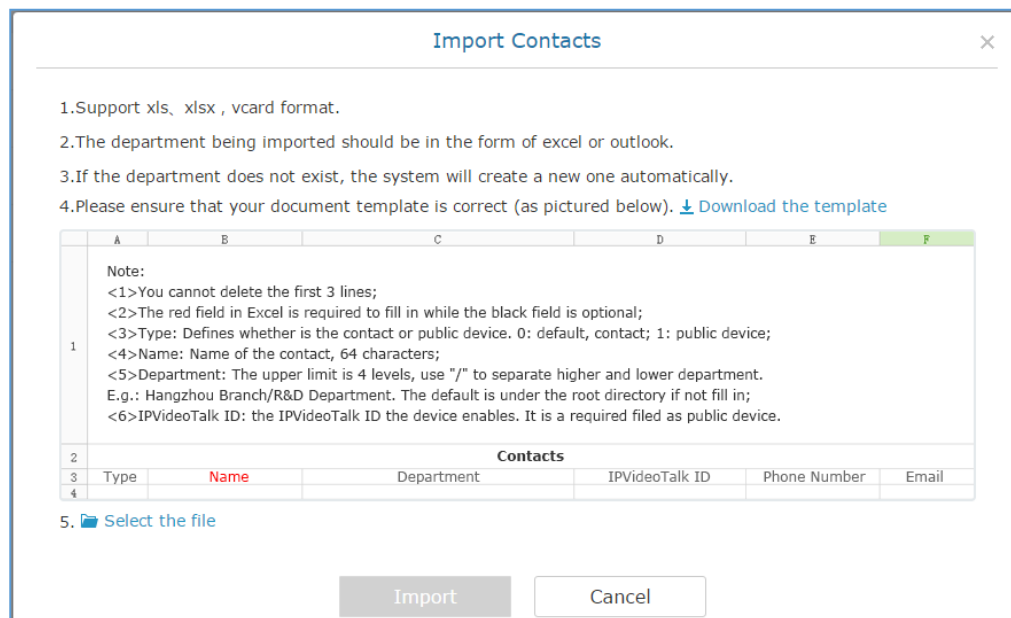 Import Contacts
×
1.Support xls、xlsx , vcard format.
2.The department being imported should be in the form of excel or outlook.
3.If the department does not exist, the system will create a new one automatically.
4.Please ensure that your document template is correct (as pictured below). Download the template
A B C D E F
Note:
<1>You cannot delete the first 3 lines;
<2>The red field in Excel is required to fill in while the black field is optional;
<3>Type: Defines whether is the contact or public device. 0: default, contact; 1: public device;
1
<4>Name: Name of the contact, 64 characters;
<5>Department: The upper limit is 4 levels, use "/" to separate higher and lower department.
E.g.: Hangzhou Branch/R&D Department. The default is under the root directory if not fill in;
<6>IPVideoTalk ID: the IPVideoTalk ID the device enables. It is a required filed as public device.
2 Contacts
3 Type Name Department IPVideoTalk ID Phone Number Email
4
5. Select the file
Import Cancel